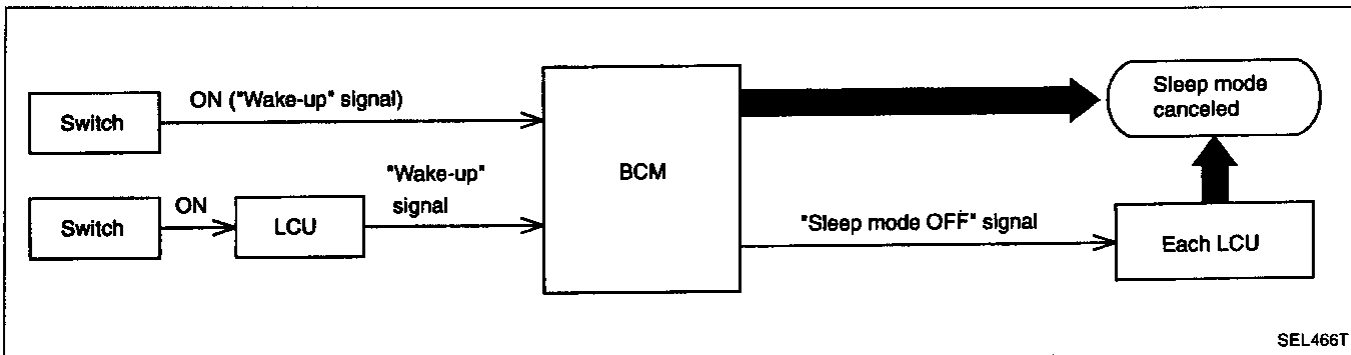 Switch
ON ("Wake-up" signal)
Switch
ON
LCU
"Wake-up"
signal
BCM
"Sleep mode OFF" signal
Sleep mode
canceled
Each LCU
SEL466T